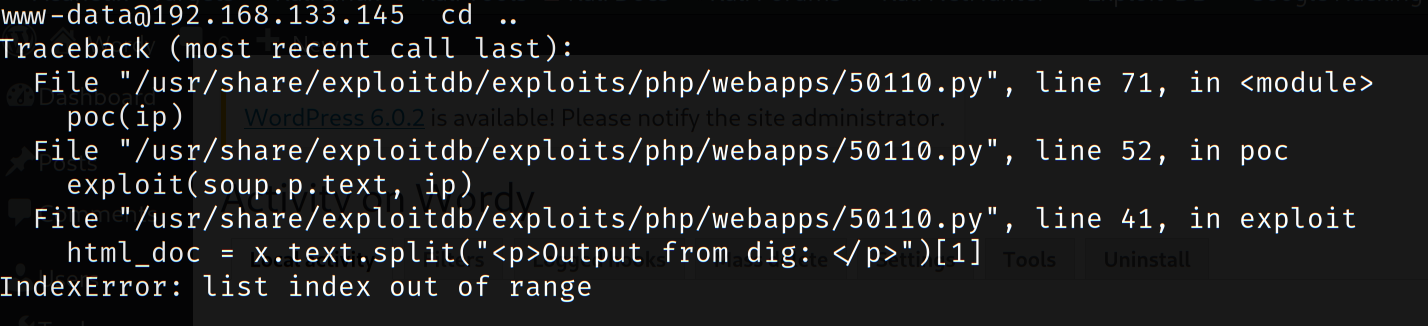 www-data@192.168.133.145  cd ..
Traceback (most recent call last):
  File "/usr/share/exploitdb/exploits/php/webapps/50110.py", line 71, in <module>
    poc(ip)
WordPress 6.0.2 is available! Please notify the site administrator.
  File "/usr/share/exploitdb/exploits/php/webapps/50110.py", line 52, in poc
    exploit(soup.p.text, ip)
Activity on Wordy
  File "/usr/share/exploitdb/exploits/php/webapps/50110.py", line 41, in exploit
    html_doc = x.text.split("<p>Output from dig: </p>")[1]
Tools
Uninstall
IndexError: list index out of range
Dashboard
Posts
Comments
Users